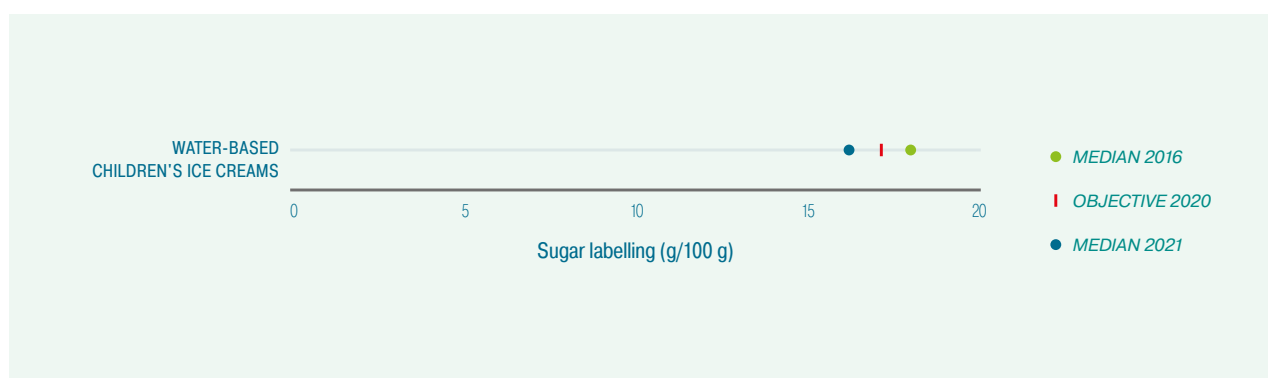 WATER-BASED
CHILDREN'S ICE CREAMS
0 5 10 15 20
Sugar labelling (g/100 g)
MEDIAN 2016
OBJECTIVE 2020
MEDIAN 2021